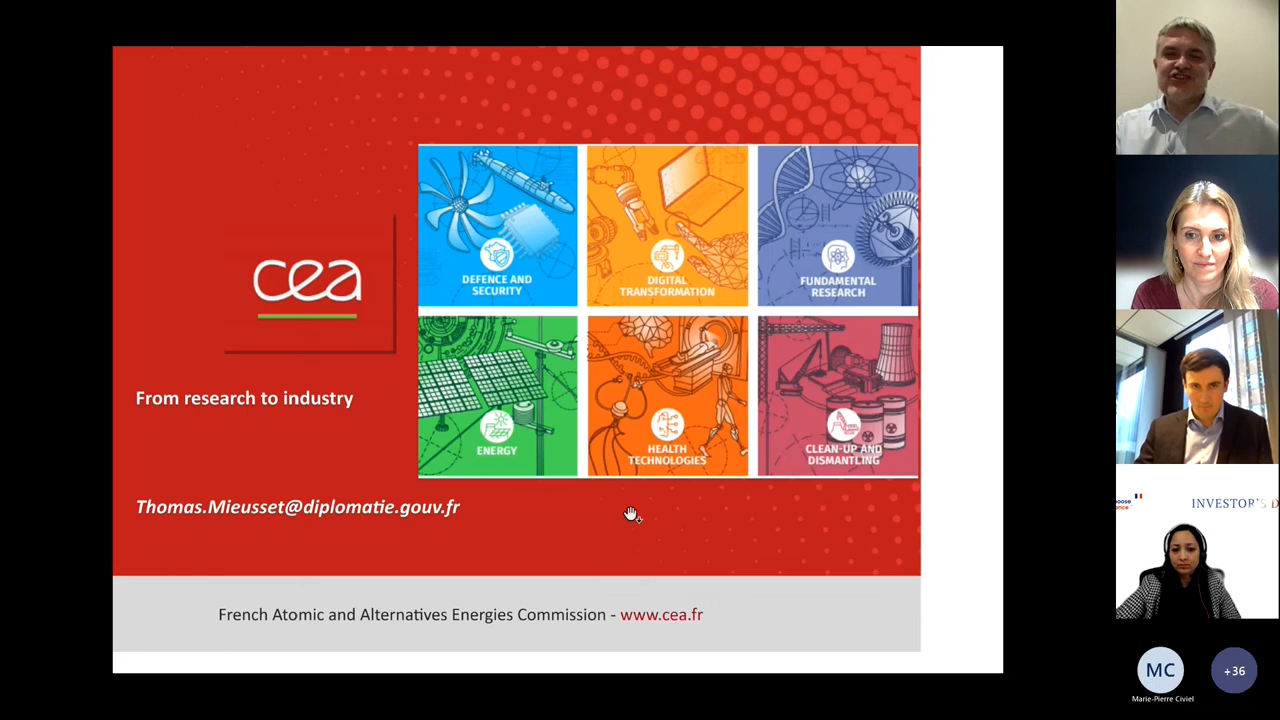 cea
From research to industry
DEFENCE AND
SECURITY
DIGITAL
TRANSFORMATION
FUNDAMENTAL
RESEARCH
ENERGY
HEALTH
TECHNOLOGIES
CLEAN-UP AND
DISMANTLING
Thomas.Mieusset@diplomatie.gouv.fr
French Atomic and Alternatives Energies Commission - www.cea.fr
INVESTOR'S D
MC
+36
Marie-Pierre Civiel